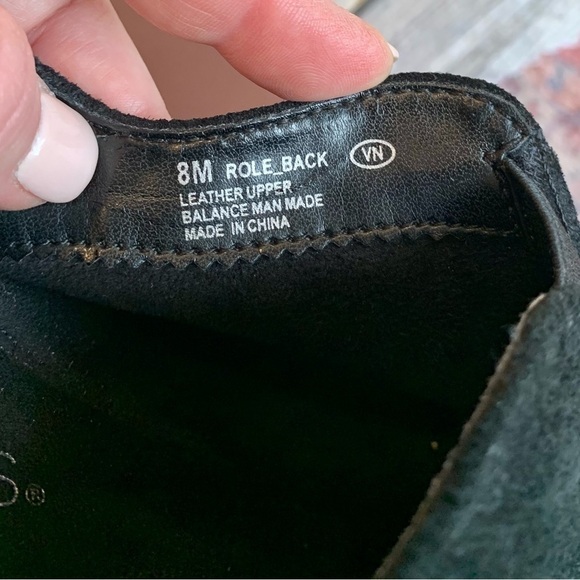 8M ROLE_BACK VN
LEATHER UPPER
BALANCE MAN MADE
MADE IN CHINA
S®